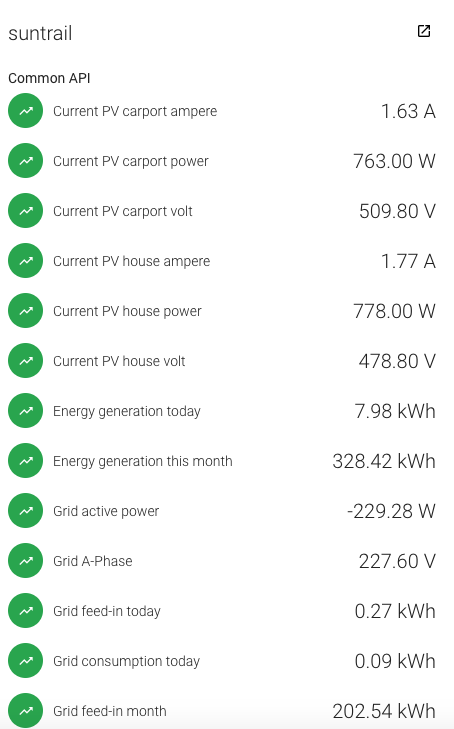 suntrail
Common API
Current PV carport ampere 1.63 A
Current PV carport power 763.00 W
Current PV carport volt 509.80 V
Current PV house ampere 1.77 A
Current PV house power 778.00 W
Current PV house volt 478.80 V
Energy generation today 7.98 kWh
Energy generation this month 328.42 kWh
Grid active power -229.28 W
Grid A-Phase 227.60 V
Grid feed-in today 0.27 kWh
Grid consumption today 0.09 kWh
Grid feed-in month 202.54 kWh